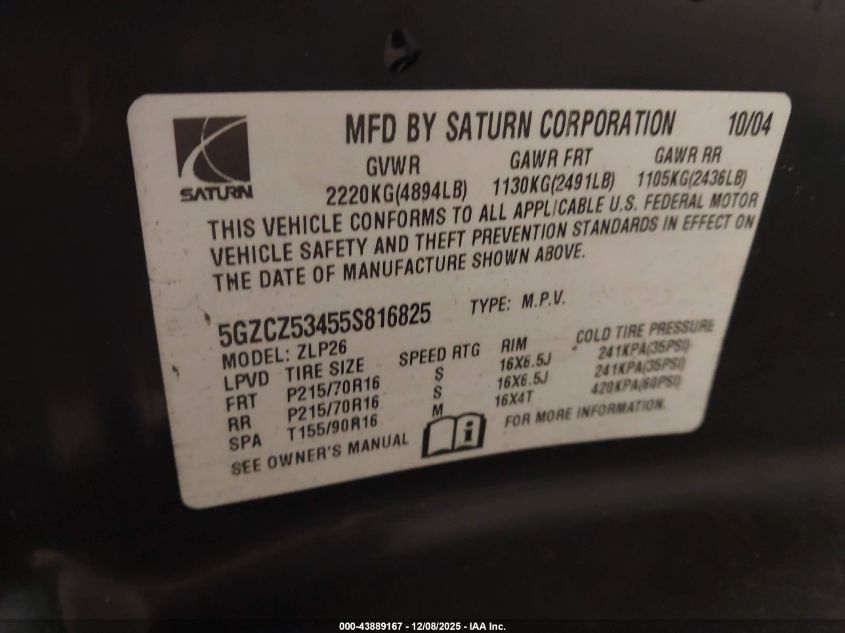 MFD BY SATURN CORPORATION 10/04
SATURN
GVWR GAWR FRT GAWR RR
2220KG(4894LB) 1130KG(2491LB) 1105KG(2436LB)
THIS VEHICLE CONFORMS TO ALL APPLICABLE U.S. FEDERAL MOTOR
VEHICLE SAFETY AND THEFT PREVENTION STANDARDS IN EFFECT ON
THE DATE OF MANUFACTURE SHOWN ABOVE.
5GZCZ53455S816825 TYPE: M.P.V.
MODEL: ZLP26
LPVD TIRE SIZE SPEED RTG RIM COLD TIRE PRESSURE
FRT P215/70R16 S 16X6.5J 241KPA(35PSI)
RR P215/70R16 S 16X6.5J 241KPA(35PSI)
SPA T155/90R16 M 16X4T 420KPA(60PSI)
SEE OWNER'S MANUAL FOR MORE INFORMATION.
000-43889167 - 12/08/2025 - IAA Inc.